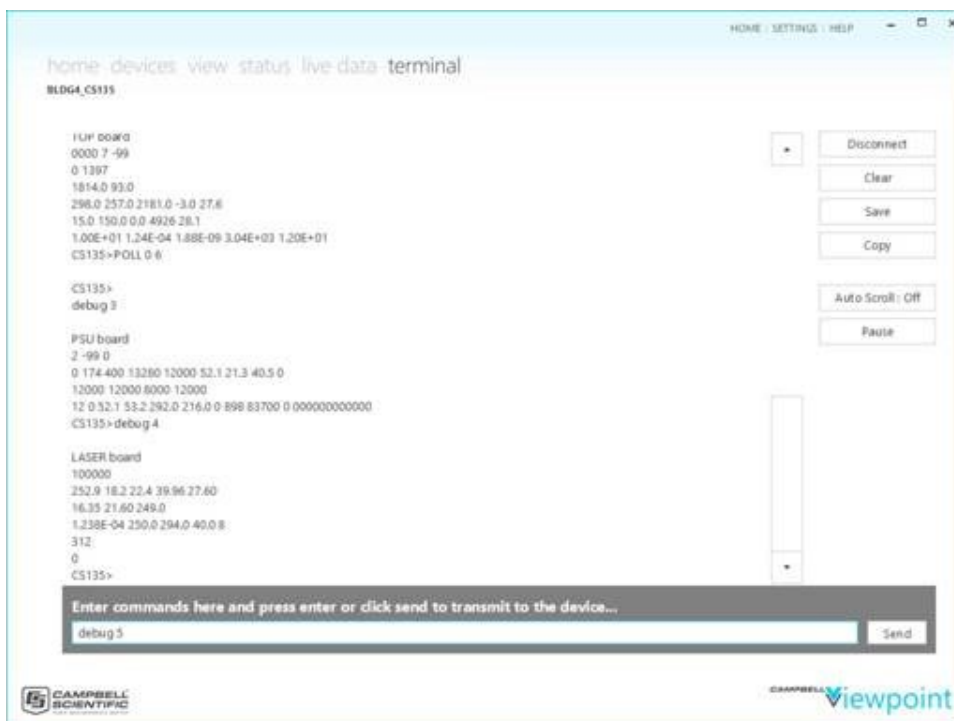 HOME : SETTINGS : HELP
home devices view status live data terminal
BLDG4_CS135
TOP board
0000 7 -99
0 1397
1814.0 93.0
298.0 257.0 2181.0 -3.0 27.6
15.0 150.0 0.0 4926 28.1
1.00E+01 1.24E-04 1.88E-09 3.04E+03 1.20E+01
CS135>POLL 0 6
CS135>
debug 3
PSU board
2 -99 0
0 174 400 13280 12000 52.1 21.3 40.5 0
12000 12000 8000 12000
12 0 52.1 53.2 292.0 216.0 0 898 83700 0 000000000000
CS135>debug 4
LASER board
100000
252.9 18.2 22.4 39.96 27.60
16.35 21.60 249.0
1.238E-04 250.0 294.0 40.0 8
312
0
CS135>
Disconnect
Clear
Save
Copy
Auto Scroll : Off
Pause
Enter commands here and press enter or click send to transmit to the device...
debug 5
Send
CAMPBELL
SCIENTIFIC
CAMPBELL
Viewpoint